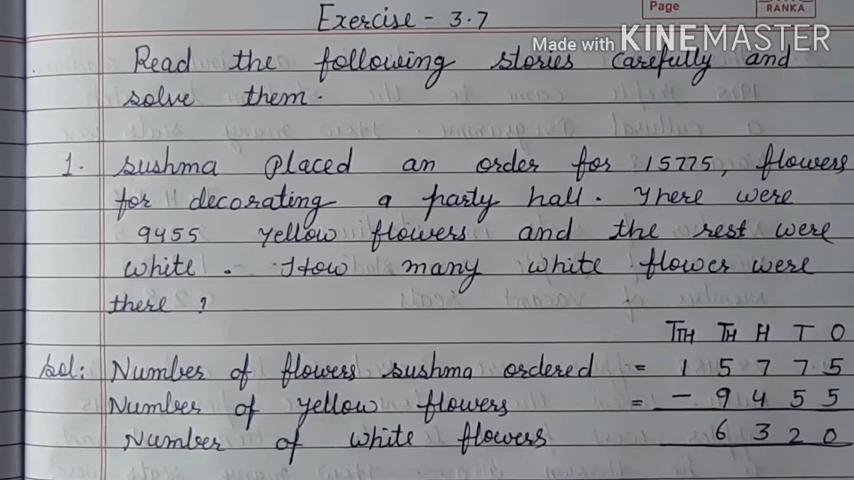 Page
RANKA
Exercise - 3.7
Made with KINEMASTER
Read the following stories carefully and
solve them.
1. Sushma placed an order for 15775, flowers
for decorating a party hall. There were
9455 yellow flowers and the rest were
white. How many white flower were
there ?
TTH TH H T O
Sol: Number of flowers sushma ordered = 1 5 7 7 5
Number of yellow flowers = - 9 4 5 5
Number of white flowers 6 3 2 0